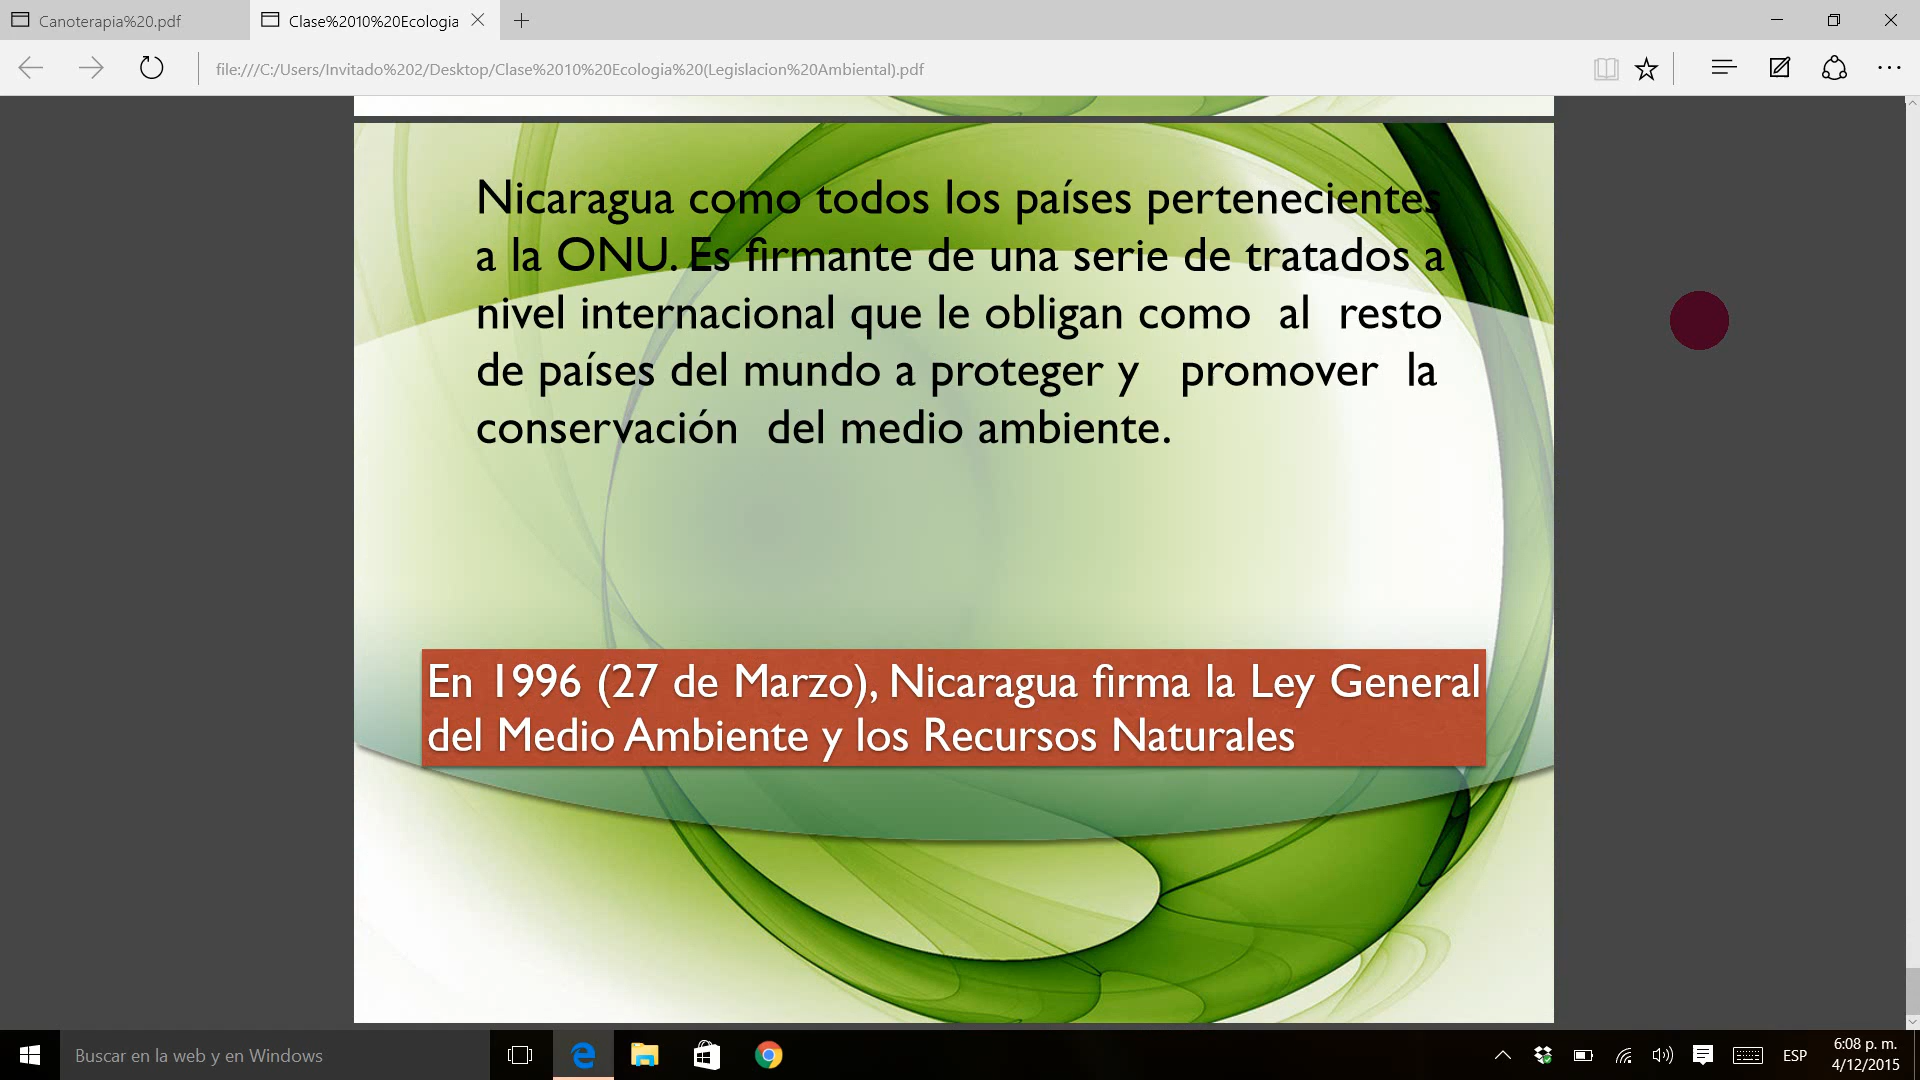 Canoterapia%20.pdf
Clase%2010%20Ecologia
file:///C:/Users/Invitado%202/Desktop/Clase%2010%20Ecologia%20(Legislacion%20Ambiental).pdf
Nicaragua como todos los países pertenecientes
a la ONU. Es firmante de una serie de tratados a
nivel internacional que le obligan como al resto
de países del mundo a proteger y promover la
conservación del medio ambiente.
En 1996 (27 de Marzo), Nicaragua firma la Ley General
del Medio Ambiente y los Recursos Naturales
Buscar en la web y en Windows
ESP
6:08 p. m.
4/12/2015